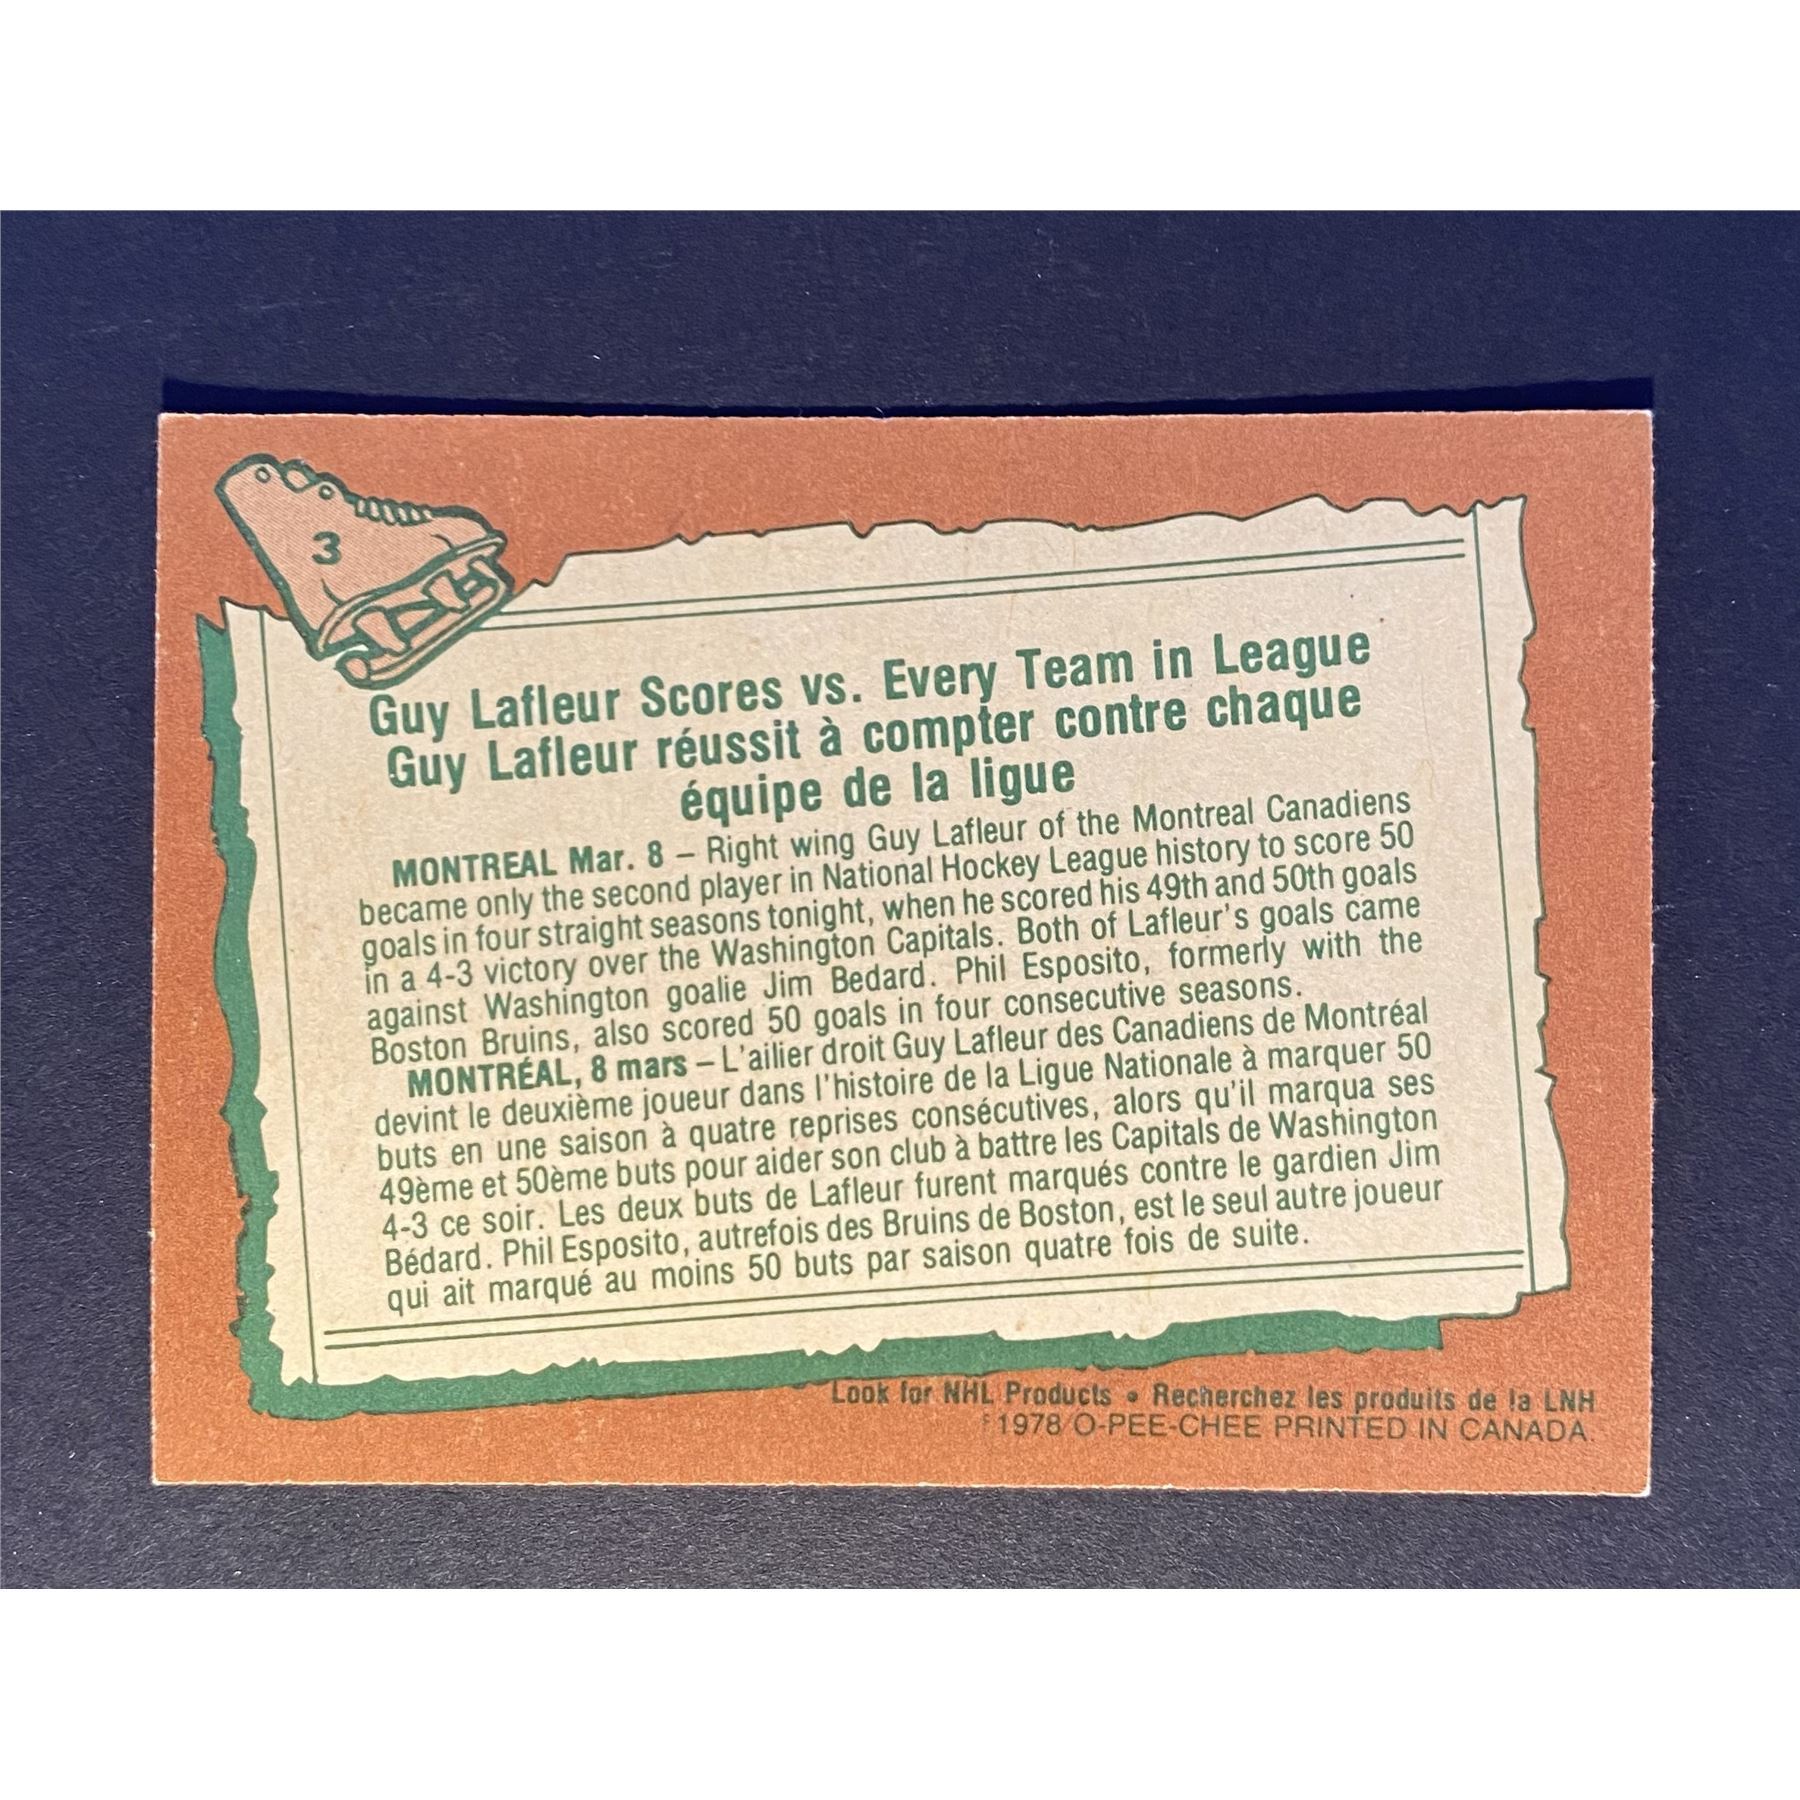 3
Guy Lafleur Scores vs. Every Team in League
Guy Lafleur réussit à compter contre chaque
équipe de la ligue
MONTREAL Mar. 8 – Right wing Guy Lafleur of the Montreal Canadiens
became only the second player in National Hockey League history to score 50
goals in four straight seasons tonight, when he scored his 49th and 50th goals
in a 4-3 victory over the Washington Capitals. Both of Lafleur's goals came
against Washington goalie Jim Bedard. Phil Esposito, formerly with the
Boston Bruins, also scored 50 goals in four consecutive seasons.
MONTRÉAL, 8 mars – L'ailier droit Guy Lafleur des Canadiens de Montréal
devint le deuxième joueur dans l'histoire de la Ligue Nationale à marquer 50
buts en une saison à quatre reprises consécutives, alors qu'il marqua ses
49ème et 50ème buts pour aider son club à battre les Capitals de Washington
4-3 ce soir. Les deux buts de Lafleur furent marqués contre le gardien Jim
Bédard. Phil Esposito, autrefois des Bruins de Boston, est le seul autre joueur
qui ait marqué au moins 50 buts par saison quatre fois de suite.
Look for NHL Products • Recherchez les produits de la LNH
1978 O-PEE-CHEE PRINTED IN CANADA.